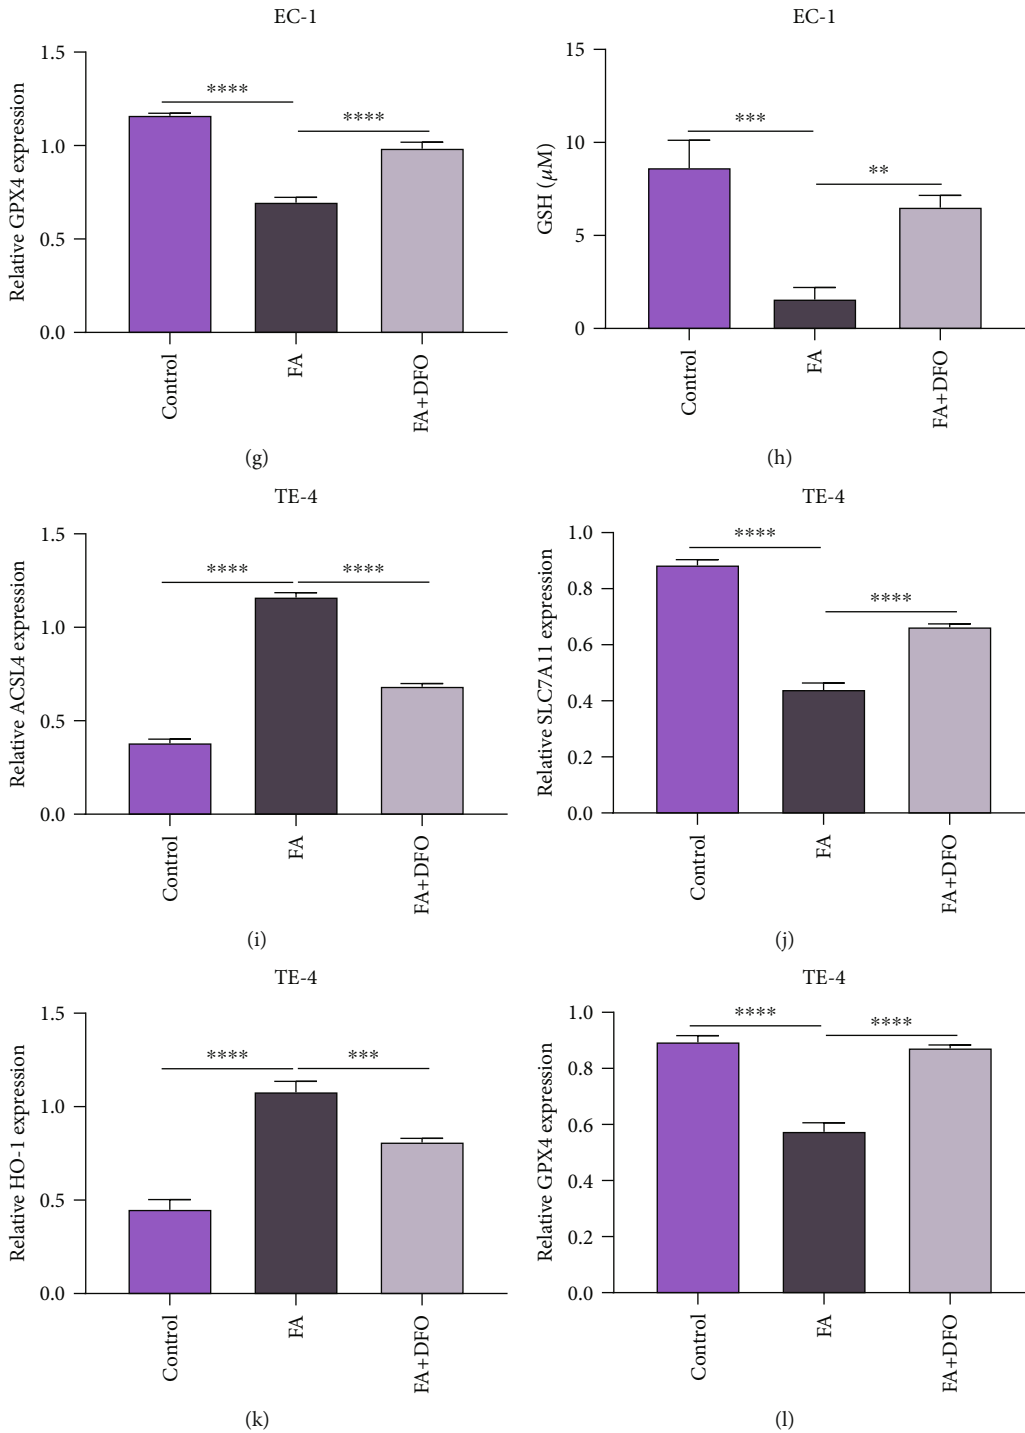 EC-1
Relative GPX4 expression
1.5
1.0
0.5
0.0
****
****
Control
FA
FA+DFO
(g)
EC-1
GSH (μM)
15
10
5
0
***
**
Control
FA
FA+DFO
(h)
TE-4
Relative ACSL4 expression
1.5
1.0
0.5
0.0
****
****
Control
FA
FA+DFO
(i)
TE-4
Relative SLC7A11 expression
1.0
0.8
0.6
0.4
0.2
0.0
****
****
Control
FA
FA+DFO
(j)
TE-4
Relative HO-1 expression
1.5
1.0
0.5
0.0
****
***
Control
FA
FA+DFO
(k)
TE-4
Relative GPX4 expression
1.0
0.8
0.6
0.4
0.2
0.0
****
****
Control
FA
FA+DFO
(l)